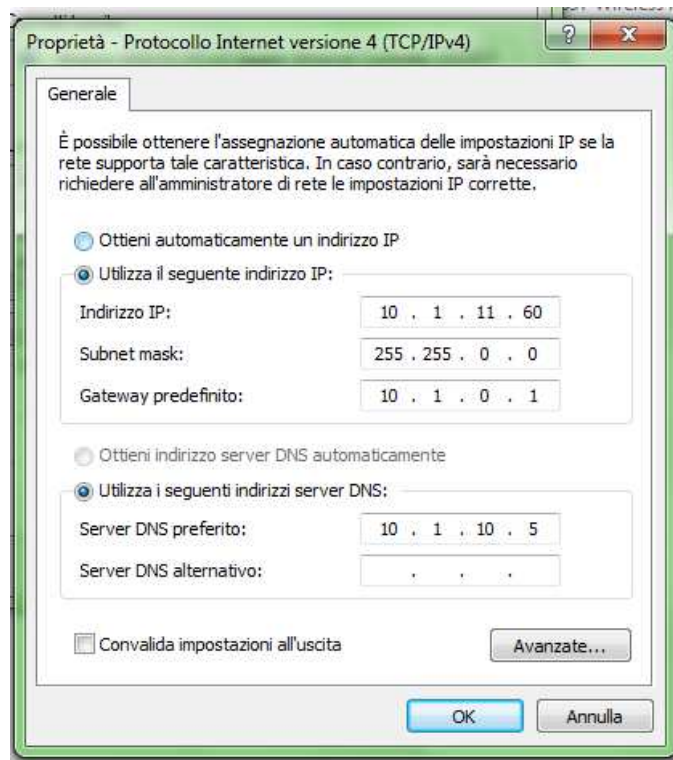 Proprietà - Protocollo Internet versione 4 (TCP/IPv4)
Generale
È possibile ottenere l'assegnazione automatica delle impostazioni IP se la
rete supporta tale caratteristica. In caso contrario, sarà necessario
richiedere all'amministratore di rete le impostazioni IP corrette.
Ottieni automaticamente un indirizzo IP
Utilizza il seguente indirizzo IP:
Indirizzo IP: 10 . 1 . 11 . 60
Subnet mask: 255 . 255 . 0 . 0
Gateway predefinito: 10 . 1 . 0 . 1
Ottieni indirizzo server DNS automaticamente
Utilizza i seguenti indirizzi server DNS:
Server DNS preferito: 10 . 1 . 10 . 5
Server DNS alternativo: . . .
Convalida impostazioni all'uscita Avanzate...
OK Annulla